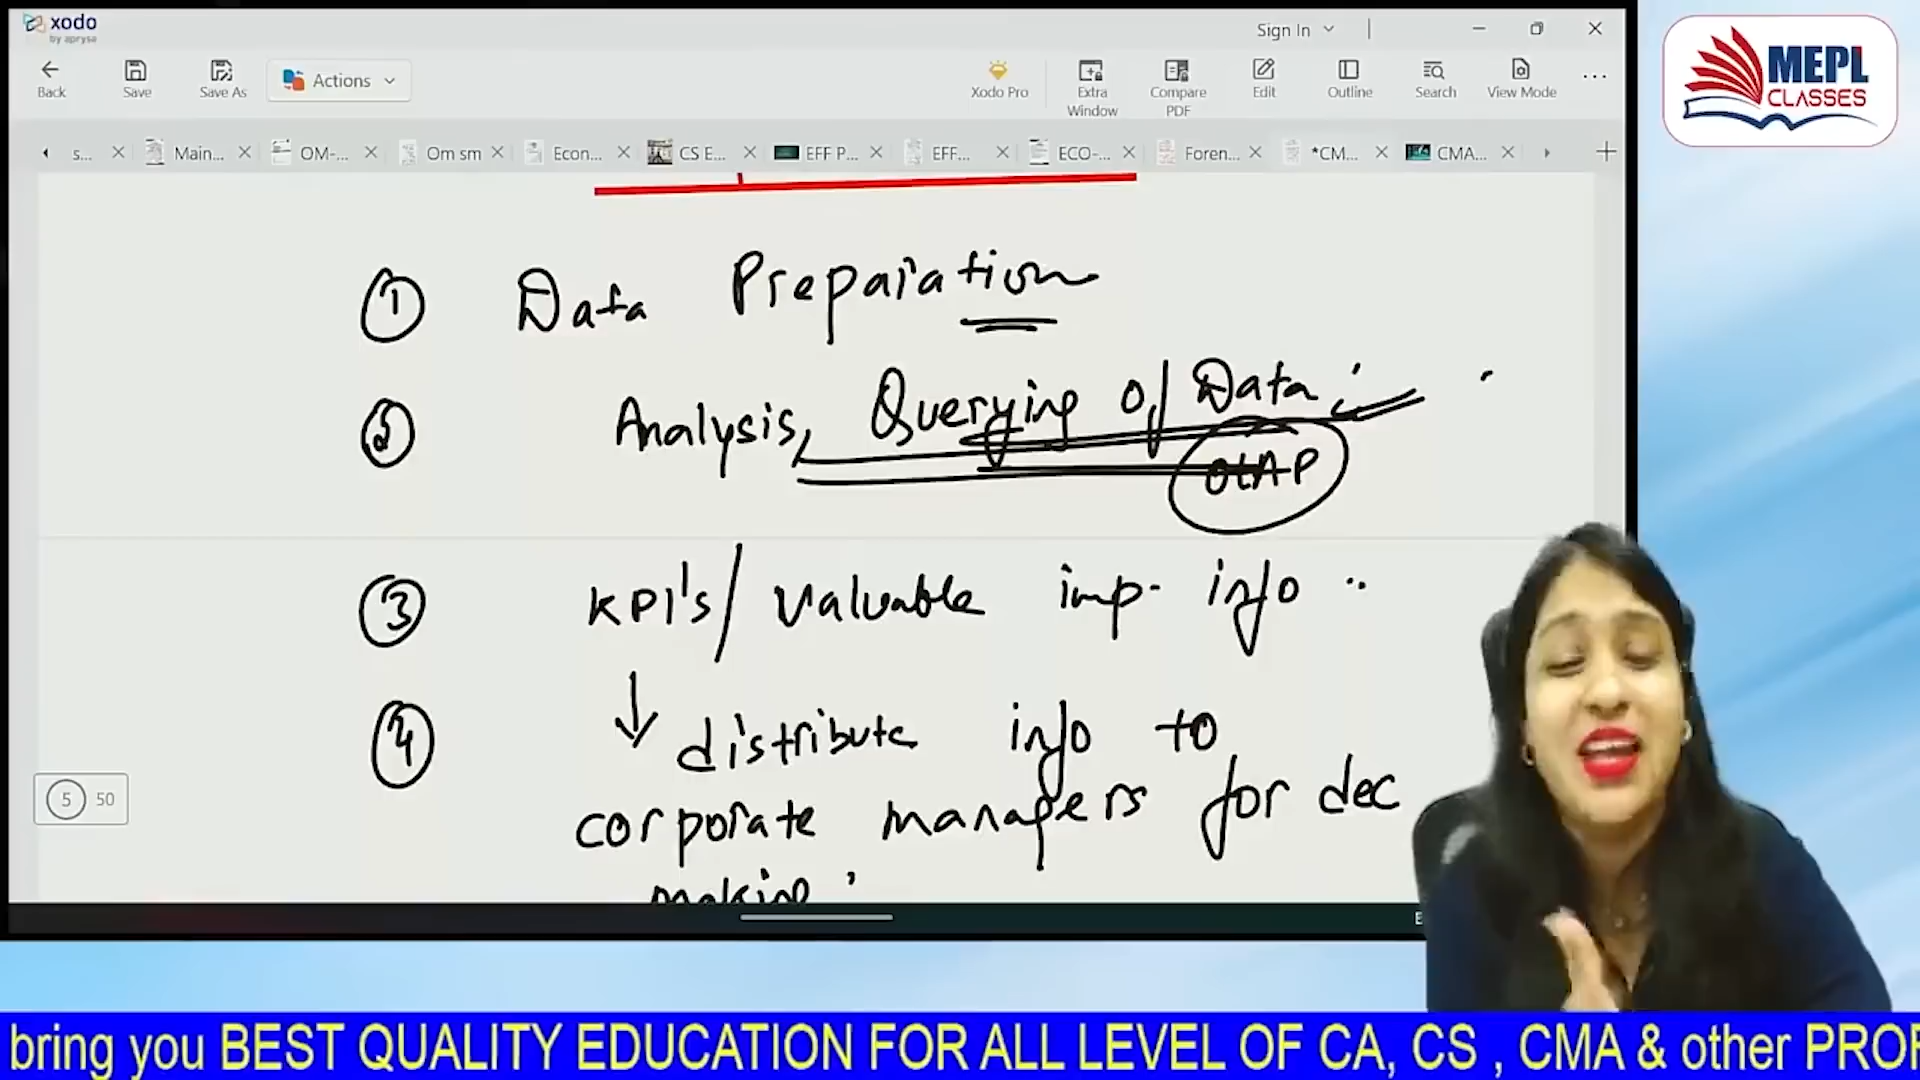 xodo
by apryse
Sign In
Back
Save
Save As
Actions
Xodo Pro
Extra Window
Compare PDF
Edit
Outline
Search
View Mode
s...
Main...
OM-...
Om sm
Econ...
CS E...
EFF P...
EFF...
ECO-...
Foren...
*CM...
CMA...
MEPL
CLASSES
1 Data Preparation
2 Analysis, Querying of Data.
OLAP
3 KPI's / Valuable imp. info..
4 distribute info to
corporate managers for dec
making.
5 50
E
bring you BEST QUALITY EDUCATION FOR ALL LEVEL OF CA, CS , CMA & other PROF